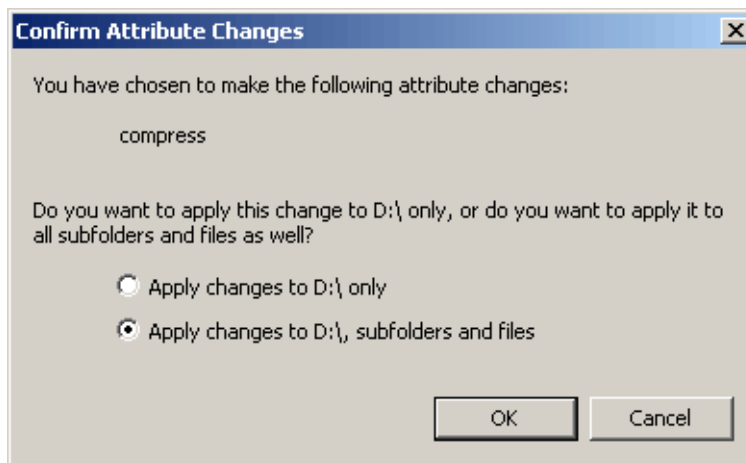 Confirm Attribute Changes
You have chosen to make the following attribute changes:
compress
Do you want to apply this change to D:\ only, or do you want to apply it to
all subfolders and files as well?
Apply changes to D:\ only
Apply changes to D:\, subfolders and files
OK Cancel